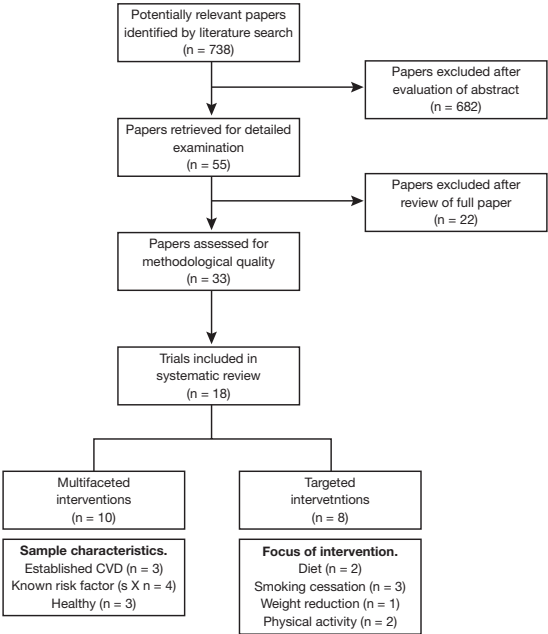 Potentially relevant papers
identified by literature search
(n = 738)
Papers excluded after
evaluation of abstract
(n = 682)
Papers retrieved for detailed
examination
(n = 55)
Papers excluded after
review of full paper
(n = 22)
Papers assessed for
methodological quality
(n = 33)
Trials included in
systematic review
(n = 18)
Multifaceted
interventions
(n = 10)
Targeted
intervetntions
(n = 8)
Sample characteristics.
Established CVD (n = 3)
Known risk factor (s X n = 4)
Healthy (n = 3)
Focus of intervention.
Diet (n = 2)
Smoking cessation (n = 3)
Weight reduction (n = 1)
Physical activity (n = 2)